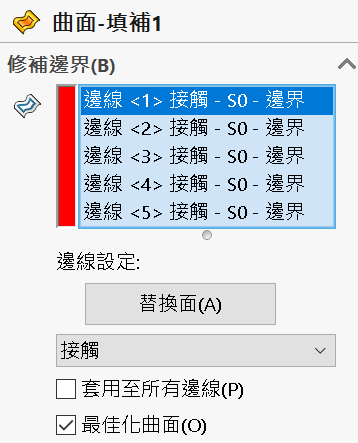 曲面-填補1
修補邊界(B)
邊線 <1> 接觸 - S0 - 邊界
邊線 <2> 接觸 - S0 - 邊界
邊線 <3> 接觸 - S0 - 邊界
邊線 <4> 接觸 - S0 - 邊界
邊線 <5> 接觸 - S0 - 邊界
邊線設定:
替換面(A)
接觸
套用至所有邊線(P)
最佳化曲面(O)